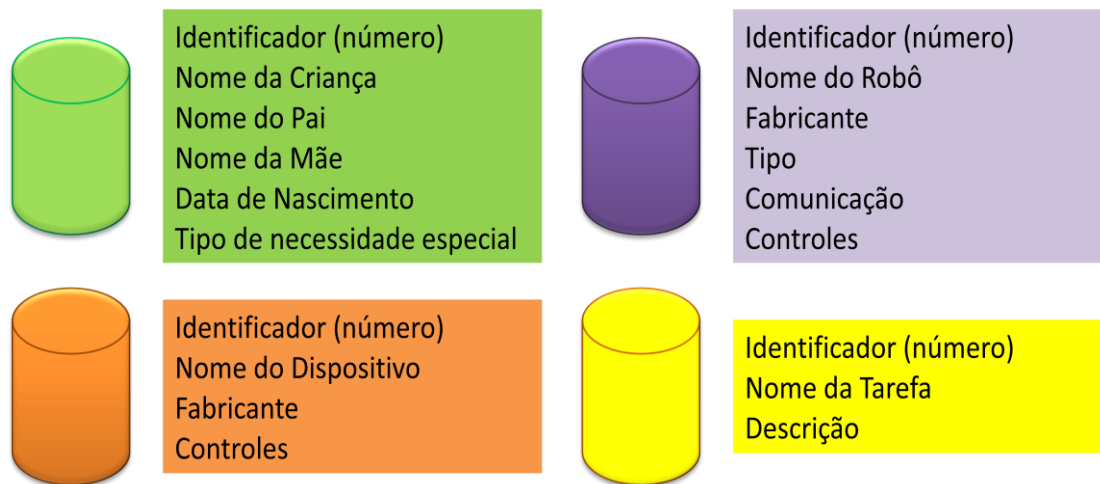 Identificador (número)
Nome da Criança
Nome do Pai
Nome da Mãe
Data de Nascimento
Tipo de necessidade especial
Identificador (número)
Nome do Robô
Fabricante
Tipo
Comunicação
Controles
Identificador (número)
Nome do Dispositivo
Fabricante
Controles
Identificador (número)
Nome da Tarefa
Descrição